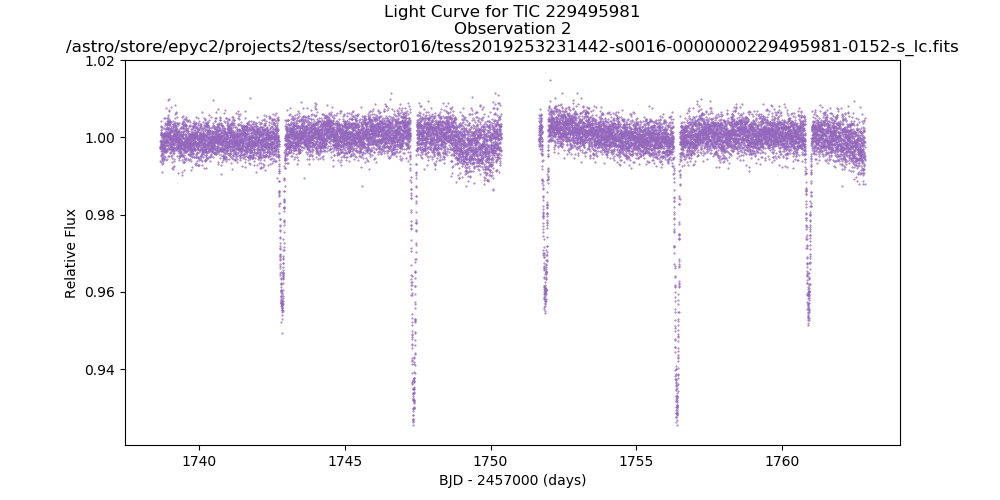 Light Curve for TIC 229495981
Observation 2
/astro/store/epyc2/projects2/tess/sector016/tess2019253231442-s0016-0000000229495981-0152-s_lc.fits
1.02
1.00
0.98
0.96
0.94
Relative Flux
1740
1745
1750
1755
1760
BJD - 2457000 (days)